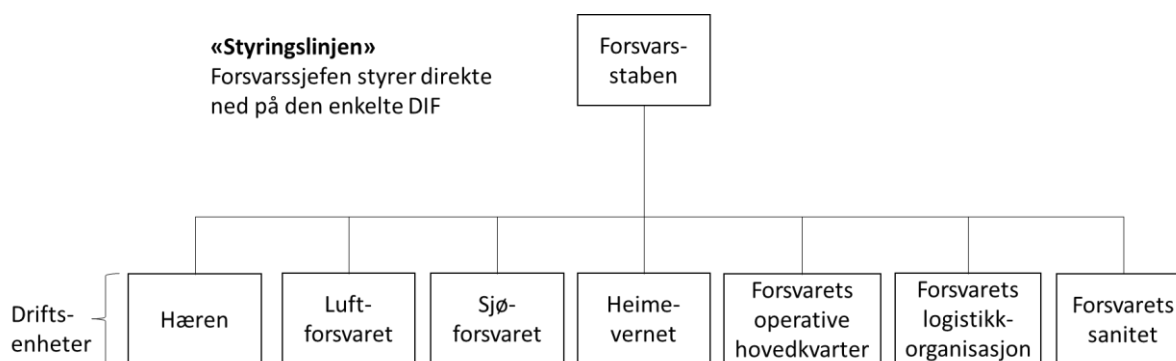 «Styringslinjen»
Forsvarssjefen styrer direkte
ned på den enkelte DIF
Forsvars-
staben
Drifts-
enheter
Hæren
Luft-
forsvaret
Sjø-
forsvaret
Heime-
vernet
Forsvarets
operative
hovedkvarter
Forsvarets
logistikk-
organisasjon
Forsvarets
sanitet